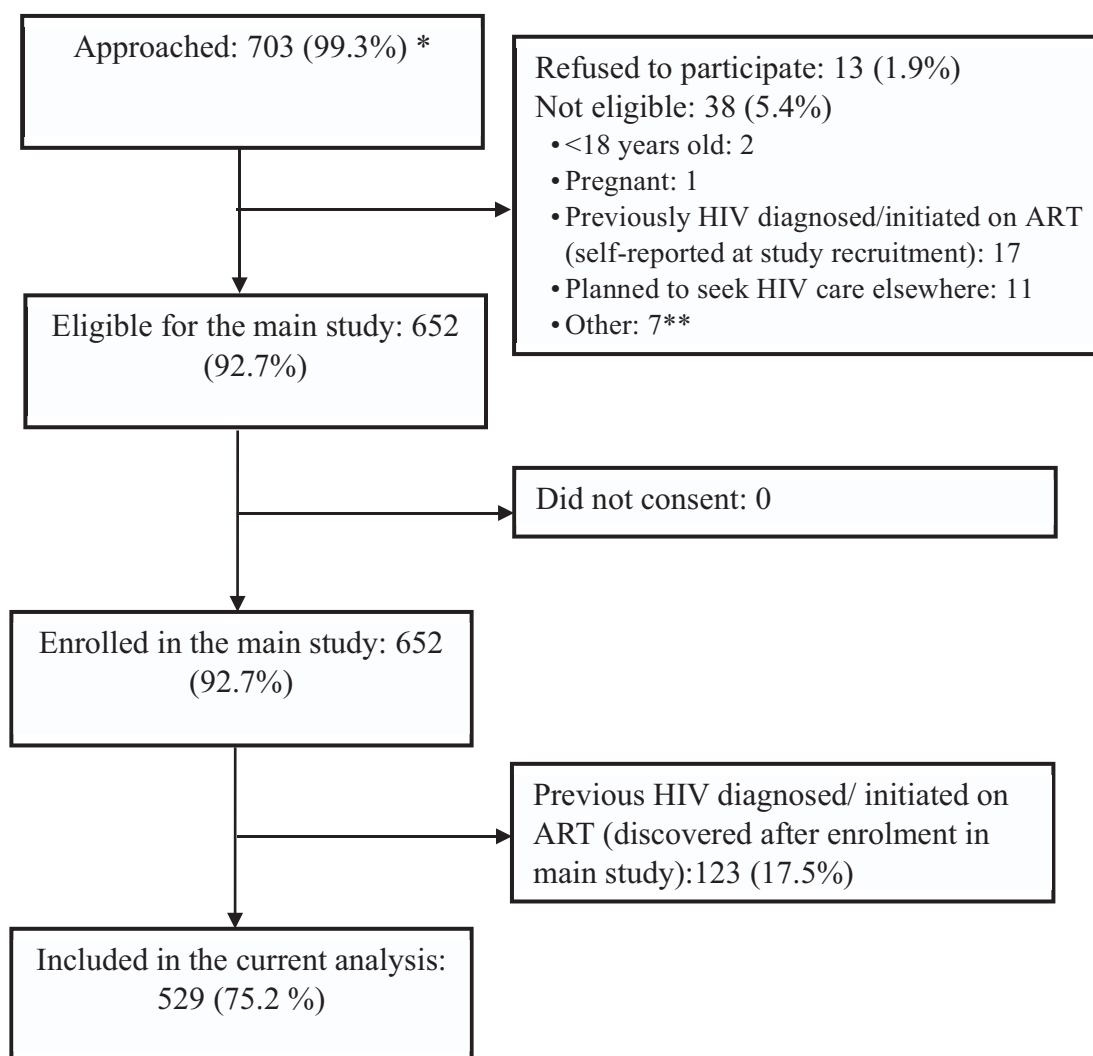 Approached: 703 (99.3%) *
Refused to participate: 13 (1.9%)
Not eligible: 38 (5.4%)
• <18 years old: 2
• Pregnant: 1
• Previously HIV diagnosed/initiated on ART
(self-reported at study recruitment): 17
• Planned to seek HIV care elsewhere: 11
• Other: 7**
Eligible for the main study: 652
(92.7%)
Did not consent: 0
Enrolled in the main study: 652
(92.7%)
Previous HIV diagnosed/ initiated on
ART (discovered after enrolment in
main study):123 (17.5%)
Included in the current analysis:
529 (75.2 %)